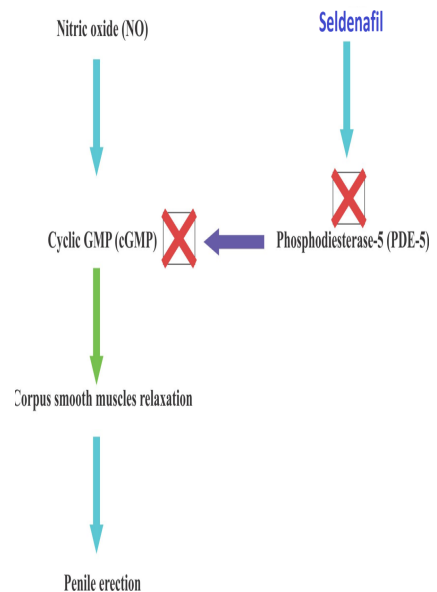 Nitric oxide (NO)
Seldenafil
Cyclic GMP (cGMP)
Phosphodiesterase-5 (PDE-5)
Corpus smooth muscles relaxation
Penile erection